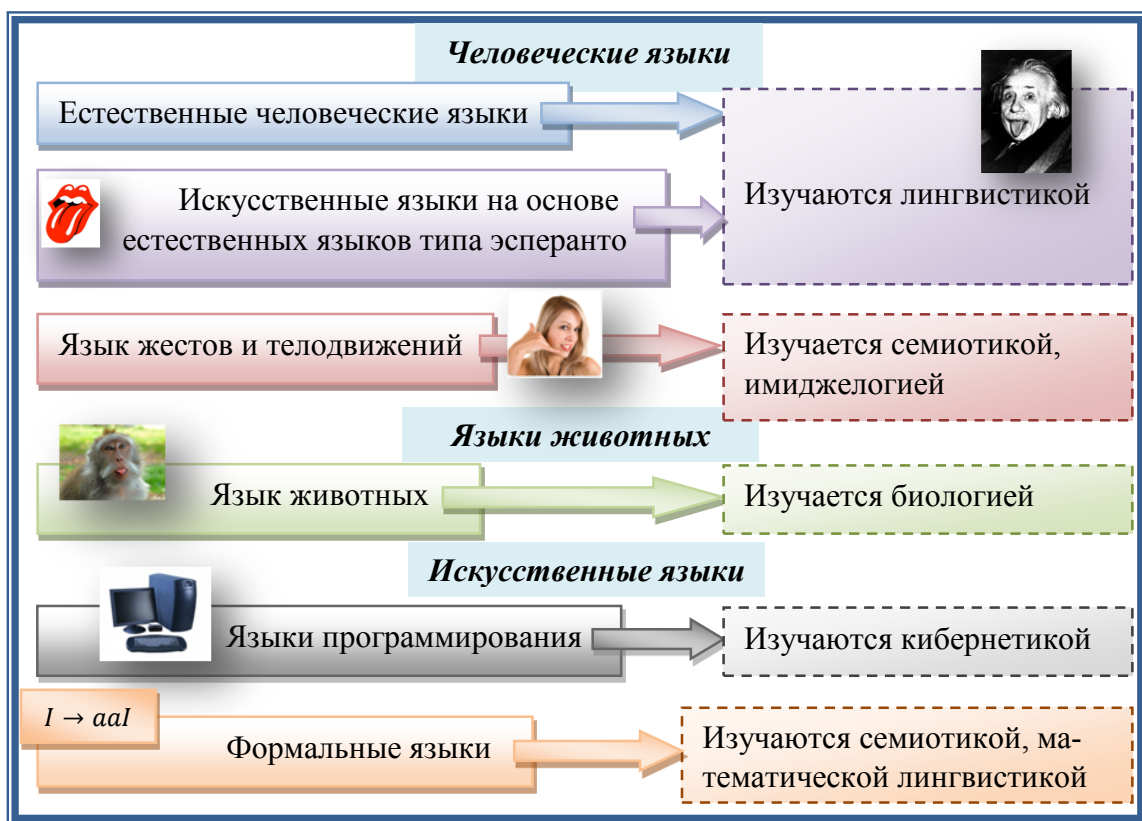 Человеческие языки
Естественные человеческие языки
Искусственные языки на основе
естественных языков типа эсперанто
Изучаются лингвистикой
Язык жестов и телодвижений
Изучается семиотикой,
имиджелогией
Языки животных
Язык животных
Изучается биологией
Искусственные языки
Языки программирования
Изучаются кибернетикой
I → aaI
Формальные языки
Изучаются семиотикой, ма-
тематической лингвистикой